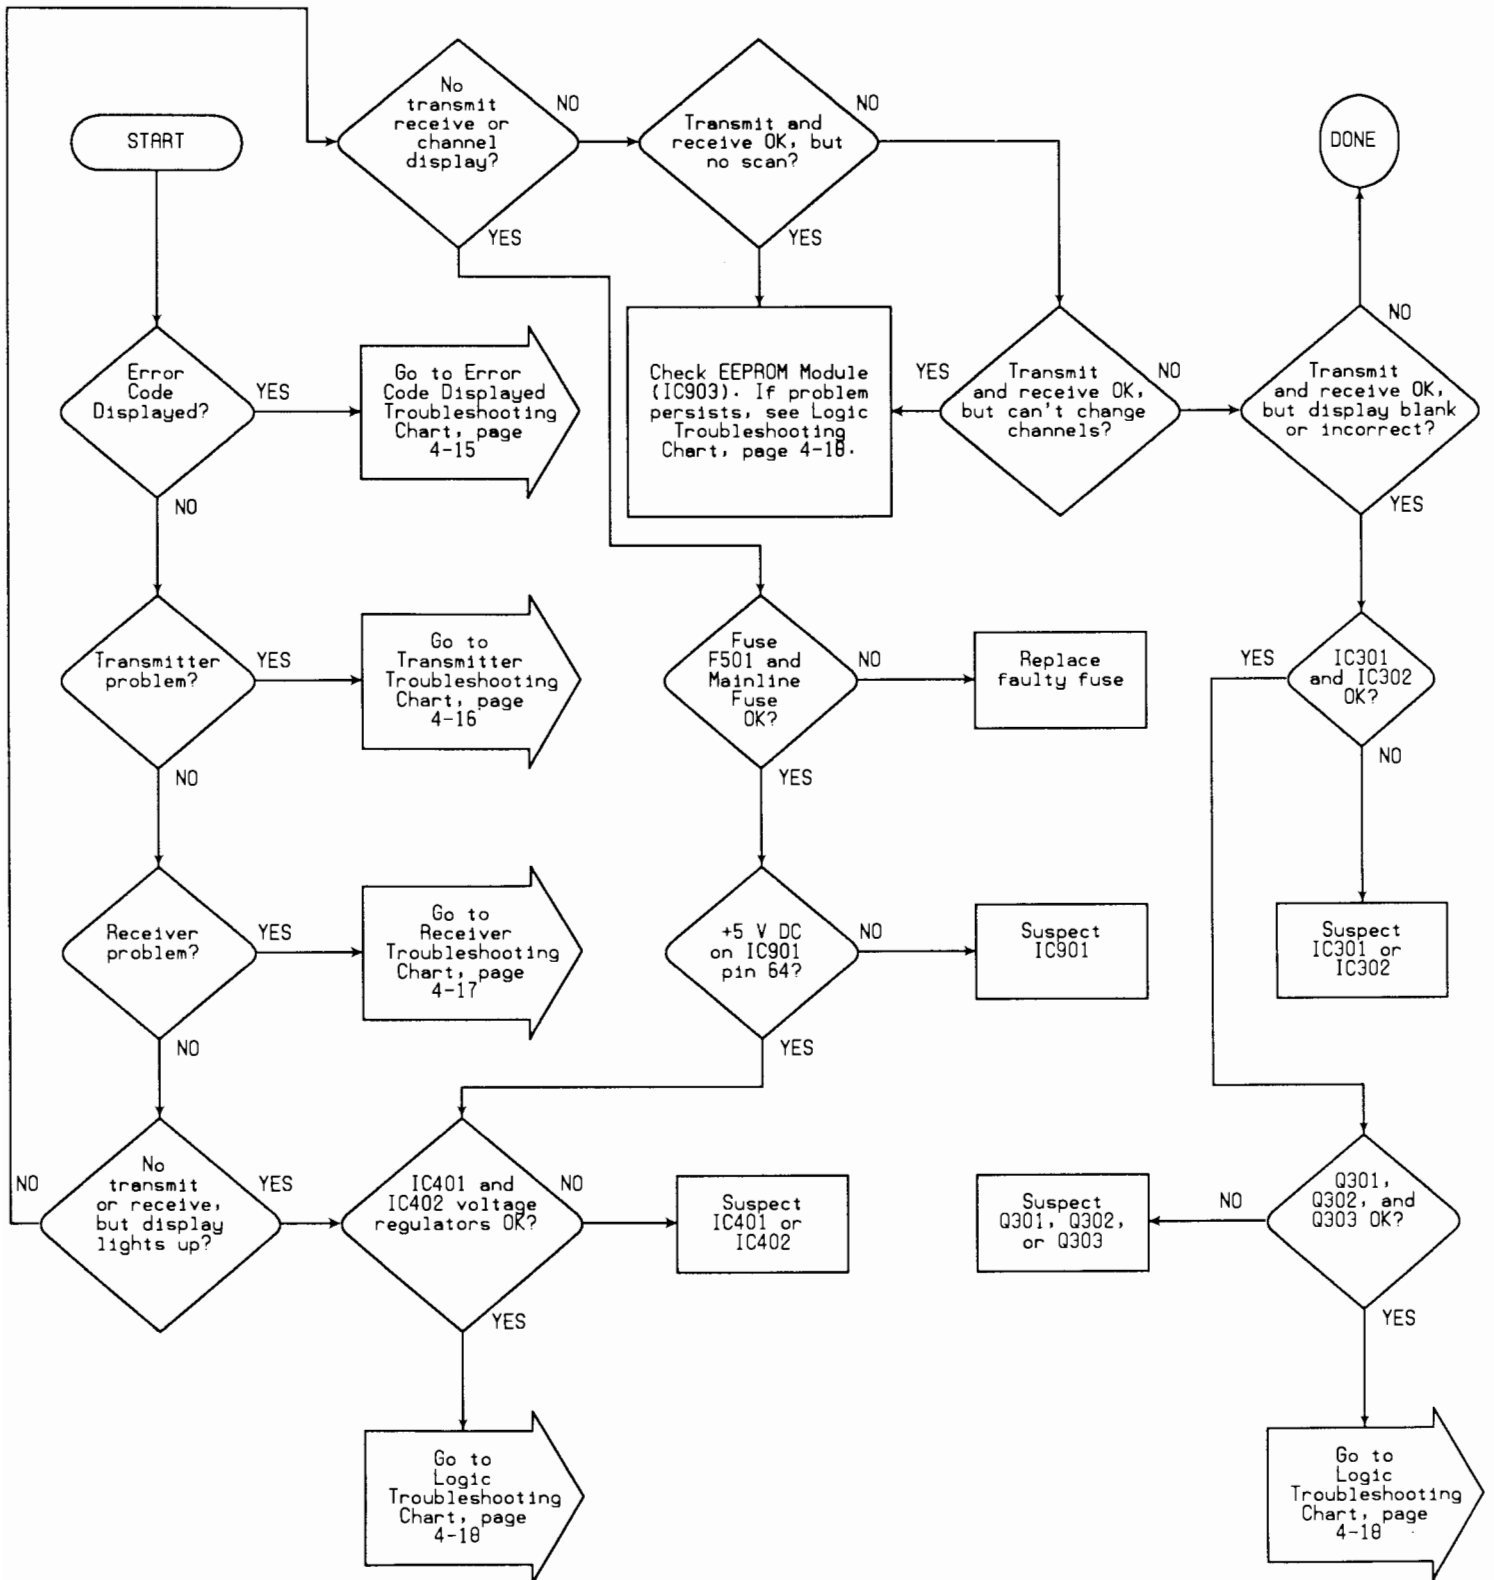 START
No
transmit
receive or
channel
display?
NO
YES
Transmit and
receive OK, but
no scan?
NO
YES
DONE
Error
Code
Displayed?
YES
NO
Go to Error
Code Displayed
Troubleshooting
Chart, page
4-15
Check EEPROM Module
(IC903). If problem
persists, see Logic
Troubleshooting
Chart, page 4-18.
YES
Transmit
and receive OK,
but can't change
channels?
NO
NO
Transmit
and receive OK,
but display blank
or incorrect?
YES
Transmitter
problem?
YES
NO
Go to
Transmitter
Troubleshooting
Chart, page
4-16
Fuse
F501 and
Mainline
Fuse
OK?
NO
YES
Replace
faulty fuse
YES
IC301
and IC302
OK?
NO
Receiver
problem?
YES
NO
Go to
Receiver
Troubleshooting
Chart, page
4-17
+5 V DC
on IC901
pin 64?
NO
YES
Suspect
IC901
Suspect
IC301 or
IC302
NO
No
transmit
or receive,
but display
lights up?
YES
IC401 and
IC402 voltage
regulators OK?
NO
YES
Suspect
IC401 or
IC402
Suspect
Q301, Q302,
or Q303
NO
Q301,
Q302, and
Q303 OK?
YES
Go to
Logic
Troubleshooting
Chart, page
4-18
Go to
Logic
Troubleshooting
Chart, page
4-18